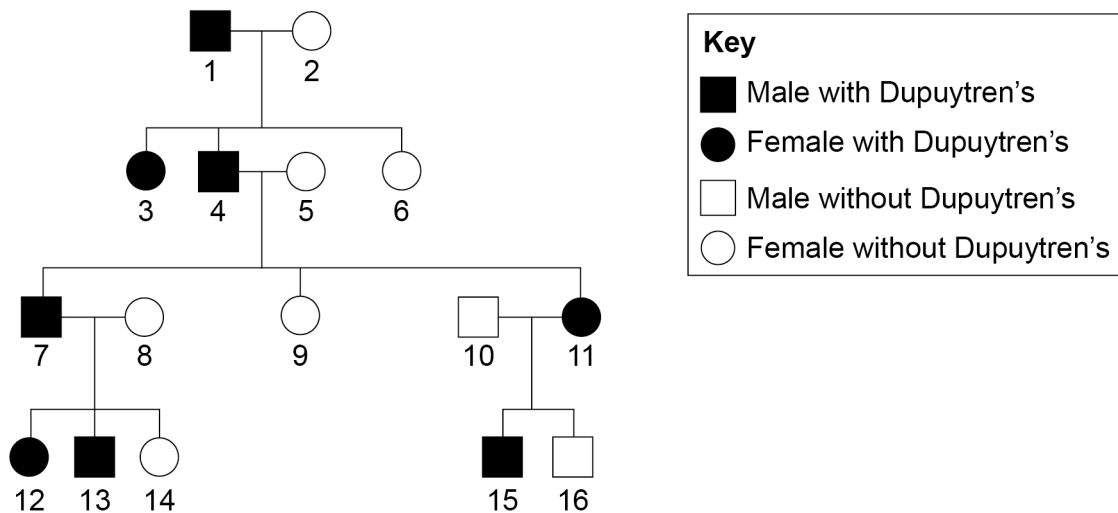 Key
Male with Dupuytren’s
Female with Dupuytren’s
Male without Dupuytren’s
Female without Dupuytren’s
1 2
3 4 5 6
7 8 9 10 11
12 13 14 15 16